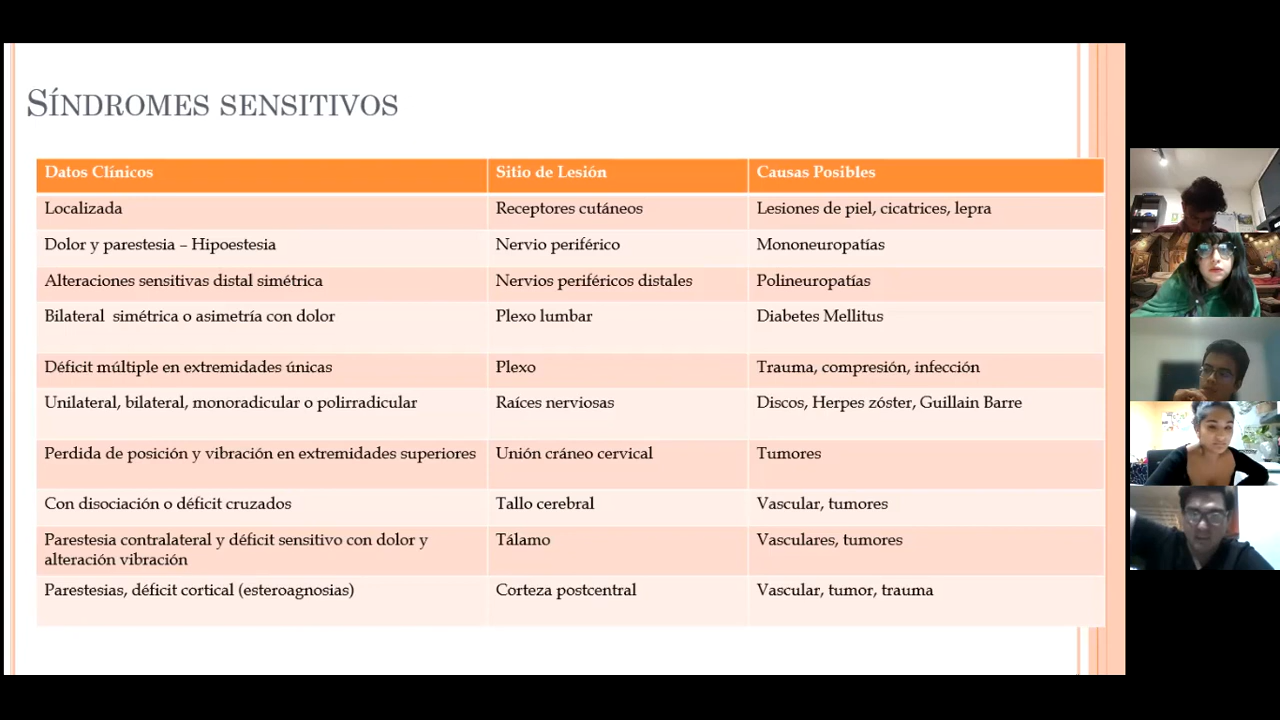 SÍNDROMES SENSITIVOS
Datos Clínicos Sitio de Lesión Causas Posibles
Localizada Receptores cutáneos Lesiones de piel, cicatrices, lepra
Dolor y parestesia – Hipoestesia Nervio periférico Mononeuropatías
Alteraciones sensitivas distal simétrica Nervios periféricos distales Polineuropatías
Bilateral simétrica o asimetría con dolor Plexo lumbar Diabetes Mellitus
Déficit múltiple en extremidades únicas Plexo Trauma, compresión, infección
Unilateral, bilateral, monoradicular o polirradicular Raíces nerviosas Discos, Herpes zóster, Guillain Barre
Perdida de posición y vibración en extremidades superiores Unión cráneo cervical Tumores
Con disociación o déficit cruzados Tallo cerebral Vascular, tumores
Parestesia contralateral y déficit sensitivo con dolor y Tálamo Vasculares, tumores
alteración vibración
Parestesias, déficit cortical (esteroagnosias) Corteza postcentral Vascular, tumor, trauma